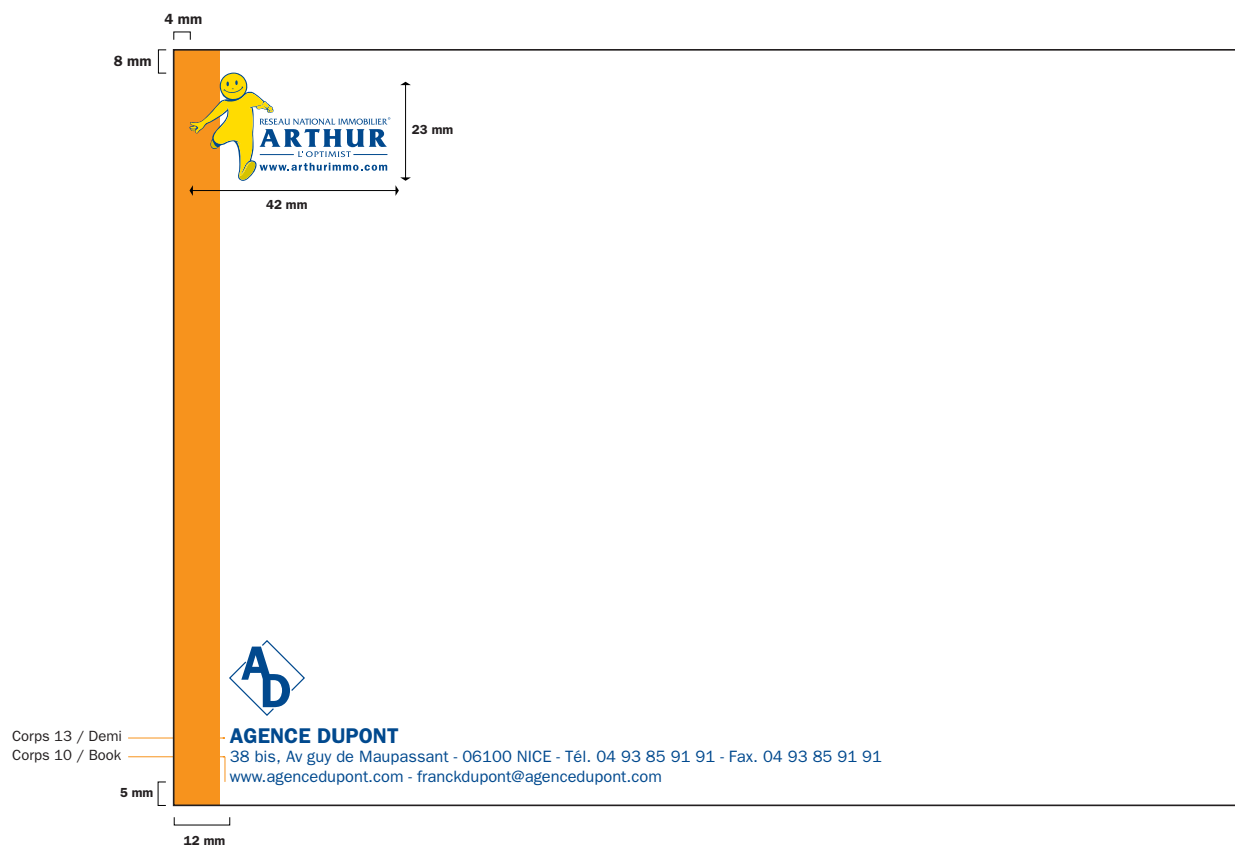 4 mm
8 mm
RESEAU NATIONAL IMMOBILIER®
ARTHUR
L'OPTIMIST
www.arthurimmo.com
23 mm
42 mm
AD
Corps 13 / Demi
AGENCE DUPONT
Corps 10 / Book
38 bis, Av guy de Maupassant - 06100 NICE - Tél. 04 93 85 91 91 - Fax. 04 93 85 91 91
www.agencedupont.com - franckdupont@agencedupont.com
5 mm
12 mm